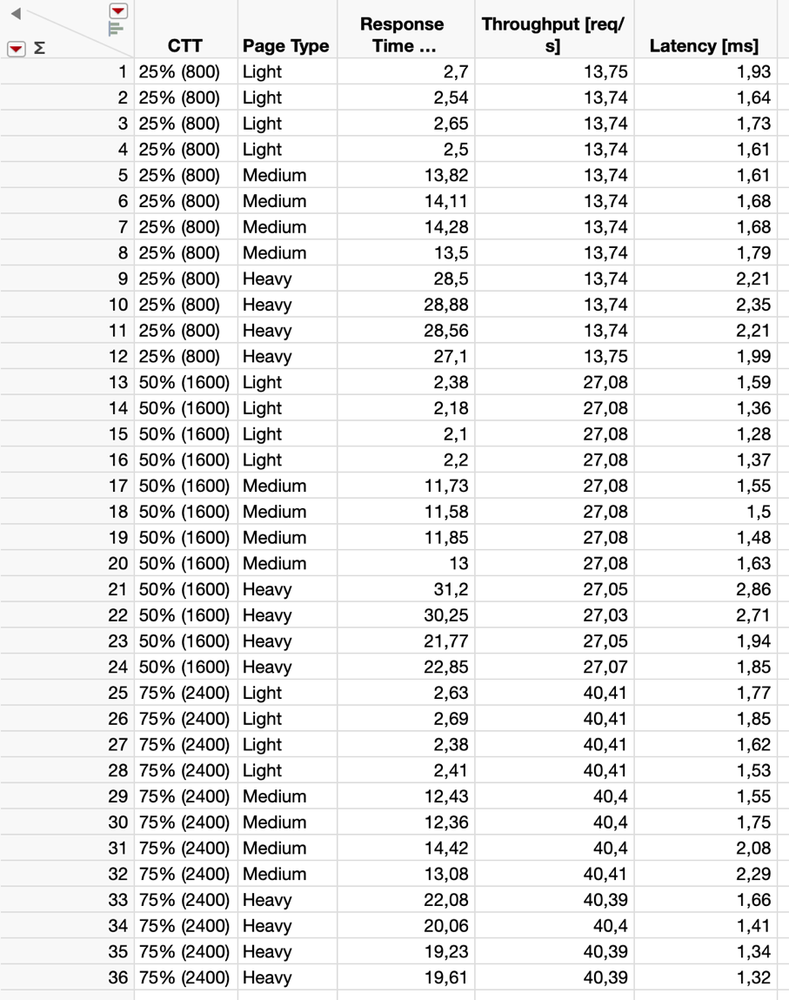 Response Throughput [req/
Σ CTT Page Type Time ... s] Latency [ms]
1 25% (800) Light 2,7 13,75 1,93
2 25% (800) Light 2,54 13,74 1,64
3 25% (800) Light 2,65 13,74 1,73
4 25% (800) Light 2,5 13,74 1,61
5 25% (800) Medium 13,82 13,74 1,61
6 25% (800) Medium 14,11 13,74 1,68
7 25% (800) Medium 14,28 13,74 1,68
8 25% (800) Medium 13,5 13,74 1,79
9 25% (800) Heavy 28,5 13,74 2,21
10 25% (800) Heavy 28,88 13,74 2,35
11 25% (800) Heavy 28,56 13,74 2,21
12 25% (800) Heavy 27,1 13,75 1,99
13 50% (1600) Light 2,38 27,08 1,59
14 50% (1600) Light 2,18 27,08 1,36
15 50% (1600) Light 2,1 27,08 1,28
16 50% (1600) Light 2,2 27,08 1,37
17 50% (1600) Medium 11,73 27,08 1,55
18 50% (1600) Medium 11,58 27,08 1,5
19 50% (1600) Medium 11,85 27,08 1,48
20 50% (1600) Medium 13 27,08 1,63
21 50% (1600) Heavy 31,2 27,05 2,86
22 50% (1600) Heavy 30,25 27,03 2,71
23 50% (1600) Heavy 21,77 27,05 1,94
24 50% (1600) Heavy 22,85 27,07 1,85
25 75% (2400) Light 2,63 40,41 1,77
26 75% (2400) Light 2,69 40,41 1,85
27 75% (2400) Light 2,38 40,41 1,62
28 75% (2400) Light 2,41 40,41 1,53
29 75% (2400) Medium 12,43 40,4 1,55
30 75% (2400) Medium 12,36 40,4 1,75
31 75% (2400) Medium 14,42 40,4 2,08
32 75% (2400) Medium 13,08 40,41 2,29
33 75% (2400) Heavy 22,08 40,39 1,66
34 75% (2400) Heavy 20,06 40,4 1,41
35 75% (2400) Heavy 19,23 40,39 1,34
36 75% (2400) Heavy 19,61 40,39 1,32